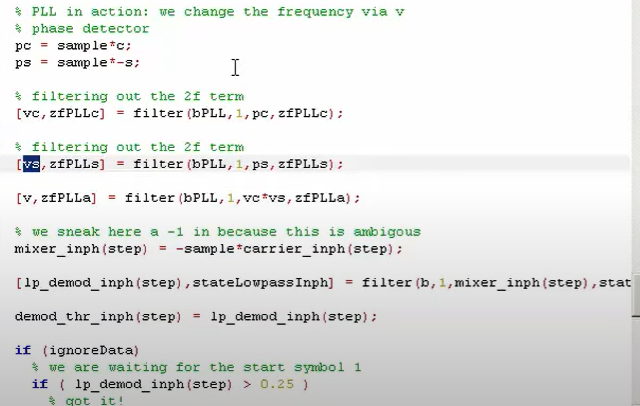 % PLL in action: we change the frequency via v
% phase detector
pc = sample*c;
ps = sample*-s;
% filtering out the 2f term
[vc,zfPLLc] = filter(bPLL,1,pc,zfPLLc);
% filtering out the 2f term
[vs,zfPLLs] = filter(bPLL,1,ps,zfPLLs);
[v,zfPLLa] = filter(bPLL,1,vc*vs,zfPLLa);
% we sneak here a -1 in because this is ambigous
mixer_inph(step) = -sample*carrier_inph(step);
[lp_demod_inph(step),stateLowpassInph] = filter(b,1,mixer_inph(step),stat
demod_thr_inph(step) = lp_demod_inph(step);
if (ignoreData)
% we are waiting for the start symbol 1
if ( lp_demod_inph(step) > 0.25 )
% got it!